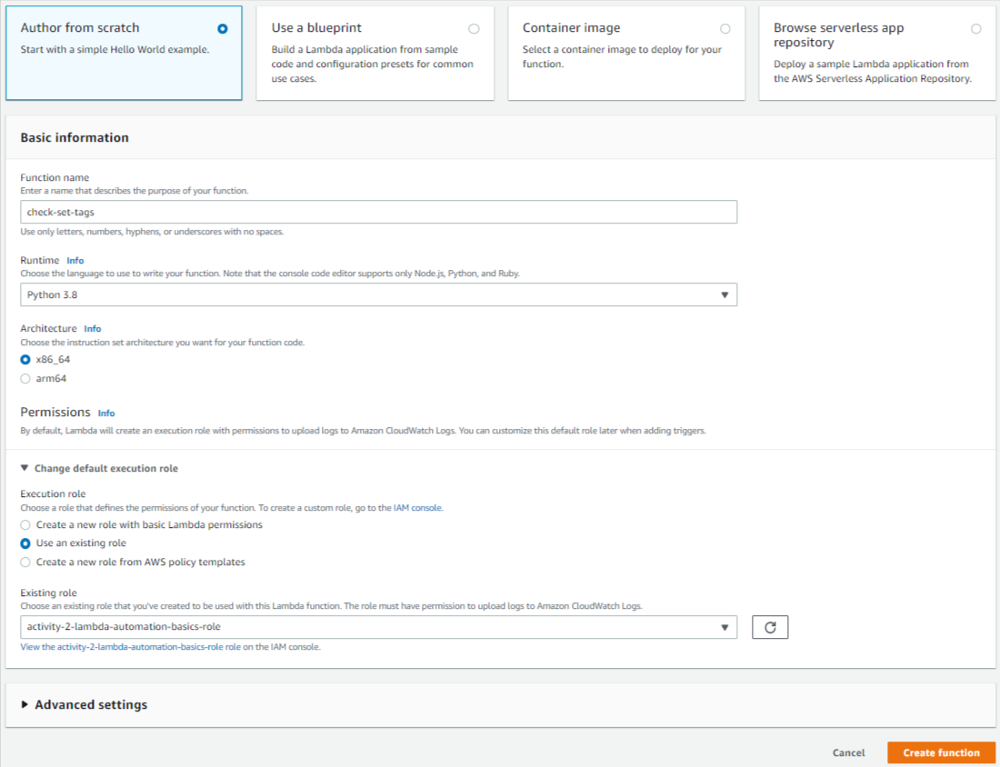 Author from scratch
Start with a simple Hello World example.
Use a blueprint
Build a Lambda application from sample
code and configuration presets for common
use cases.
Container image
Select a container image to deploy for your
function.
Browse serverless app
repository
Deploy a sample Lambda application from
the AWS Serverless Application Repository.
Basic information
Function name
Enter a name that describes the purpose of your function.
check-set-tags
Use only letters, numbers, hyphens, or underscores with no spaces.
Runtime Info
Choose the language to use to write your function. Note that the console code editor supports only Node.js, Python, and Ruby.
Python 3.8
Architecture Info
Choose the instruction set architecture you want for your function code.
x86_64
arm64
Permissions Info
By default, Lambda will create an execution role with permissions to upload logs to Amazon CloudWatch Logs. You can customize this default role later when adding triggers.
Change default execution role
Execution role
Choose a role that defines the permissions of your function. To create a custom role, go to the IAM console.
Create a new role with basic Lambda permissions
Use an existing role
Create a new role from AWS policy templates
Existing role
Choose an existing role that you've created to be used with this Lambda function. The role must have permission to upload logs to Amazon CloudWatch Logs.
activity-2-lambda-automation-basics-role
View the activity-2-lambda-automation-basics-role role on the IAM console.
Advanced settings
Cancel Create function